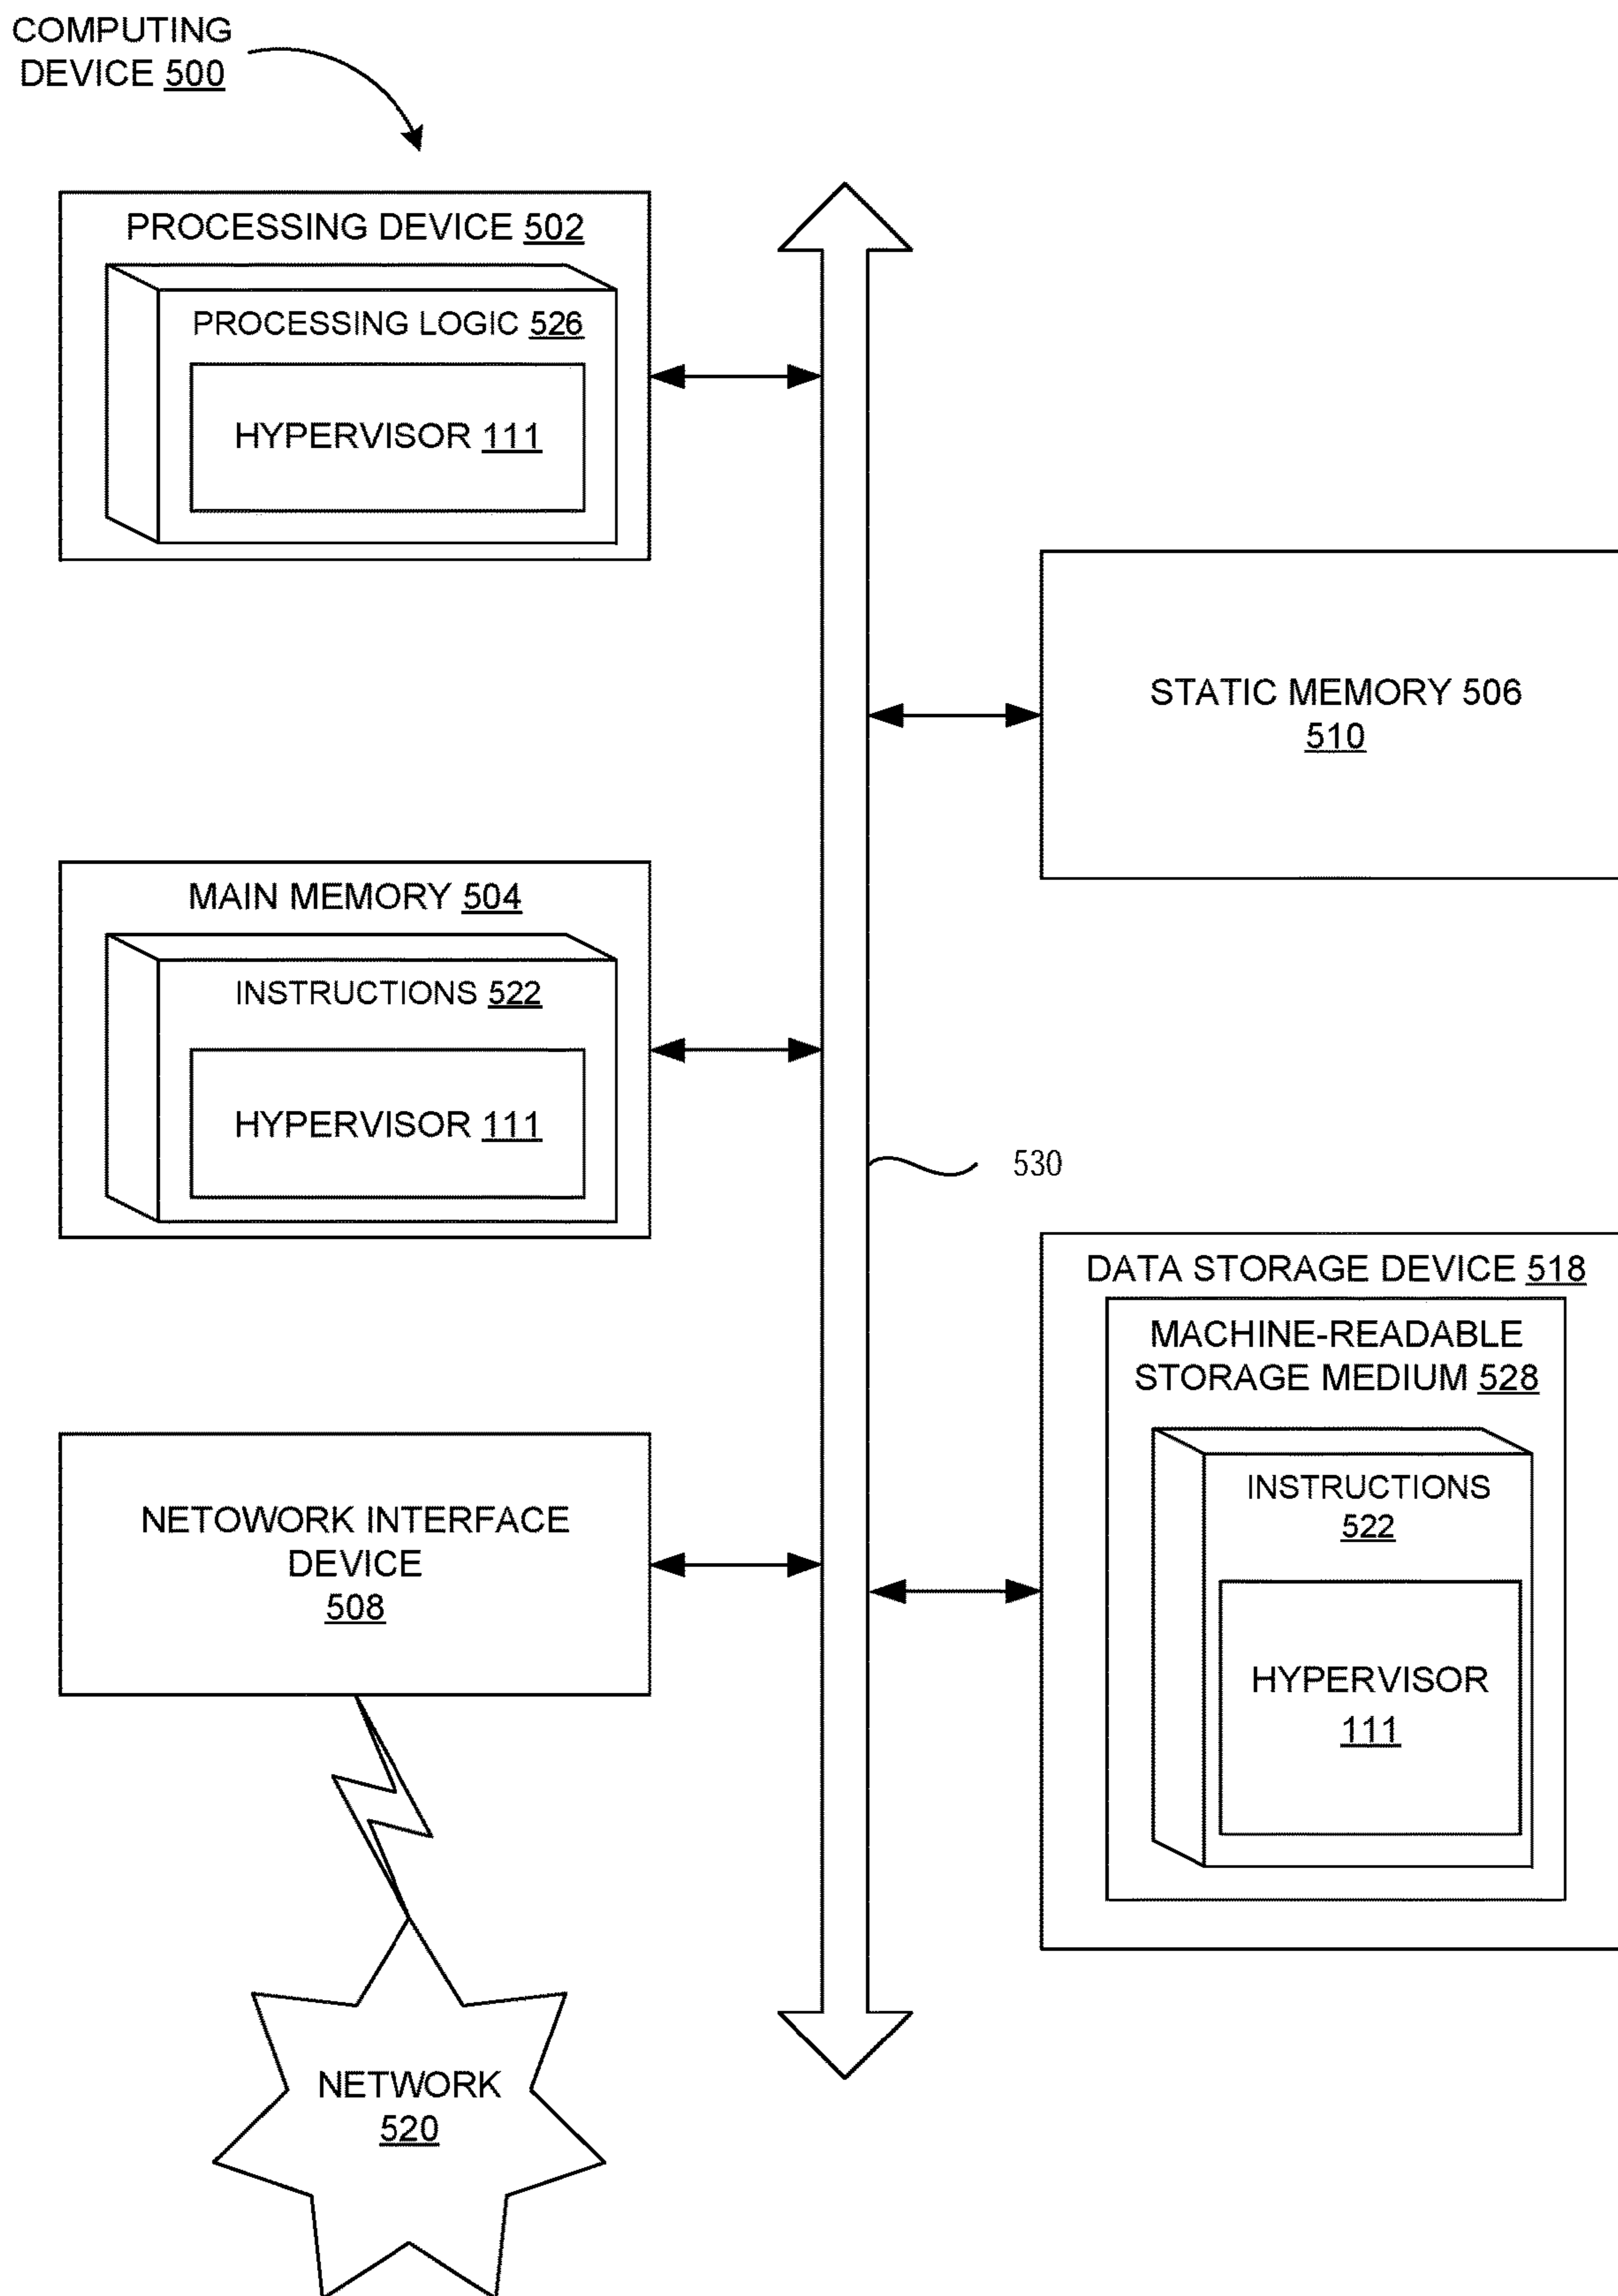 COMPUTING
DEVICE 500
PROCESSING DEVICE 502
PROCESSING LOGIC 526
HYPERVISOR 111
STATIC MEMORY 506
510
MAIN MEMORY 504
INSTRUCTIONS 522
HYPERVISOR 111
530
DATA STORAGE DEVICE 518
MACHINE-READABLE
STORAGE MEDIUM 528
INSTRUCTIONS
522
HYPERVISOR
111
NETOWORK INTERFACE
DEVICE
508
NETWORK
520